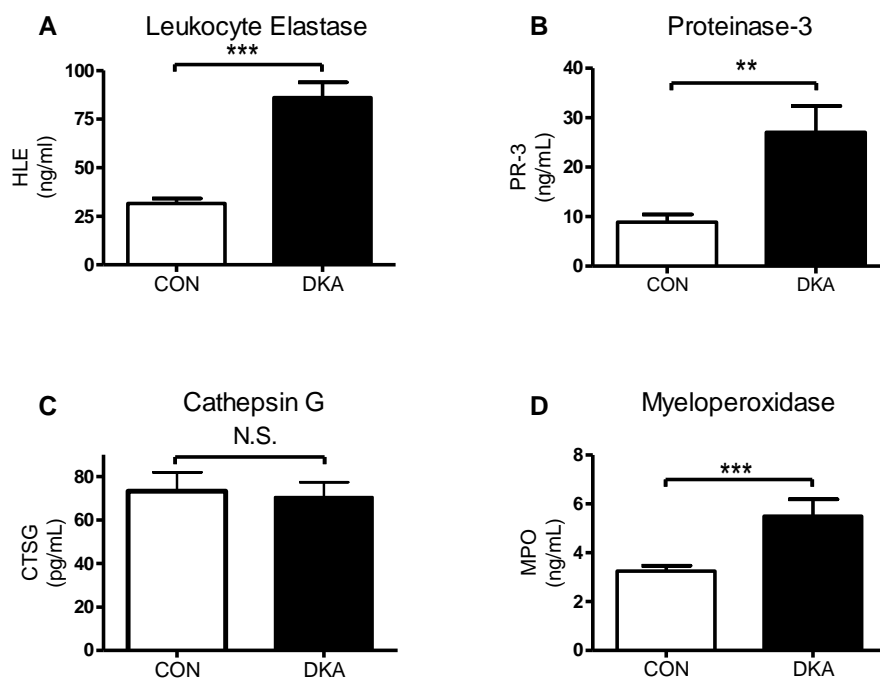 A
Leukocyte Elastase
***
HLE
(ng/ml)
100
75
50
25
0
CON
DKA
B
Proteinase-3
**
PR-3
(ng/mL)
40
30
20
10
0
CON
DKA
C
Cathepsin G
N.S.
CTSG
(pg/mL)
80
60
40
20
0
CON
DKA
D
Myeloperoxidase
***
MPO
(ng/mL)
8
6
4
2
0
CON
DKA